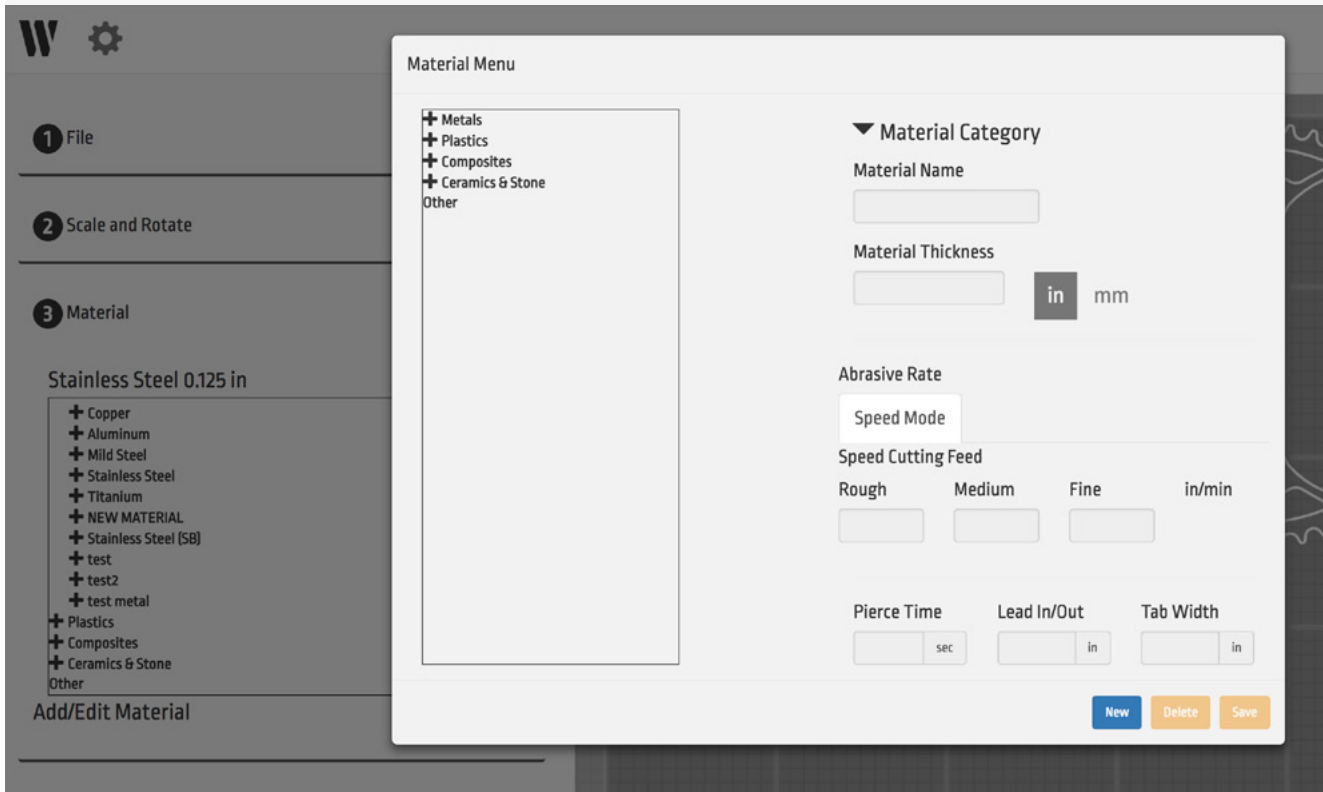 W
1 File
2 Scale and Rotate
3 Material
Stainless Steel 0.125 in
Copper
Aluminum
Mild Steel
Stainless Steel
Titanium
NEW MATERIAL
Stainless Steel (SB)
test
test2
test metal
Plastics
Composites
Ceramics & Stone
Other
Add/Edit Material
Material Menu
Metals
Plastics
Composites
Ceramics & Stone
Other
Material Category
Material Name
Material Thickness
in mm
Abrasive Rate
Speed Mode
Speed Cutting Feed
Rough Medium Fine in/min
Pierce Time Lead In/Out Tab Width
sec in in
New Delete Save